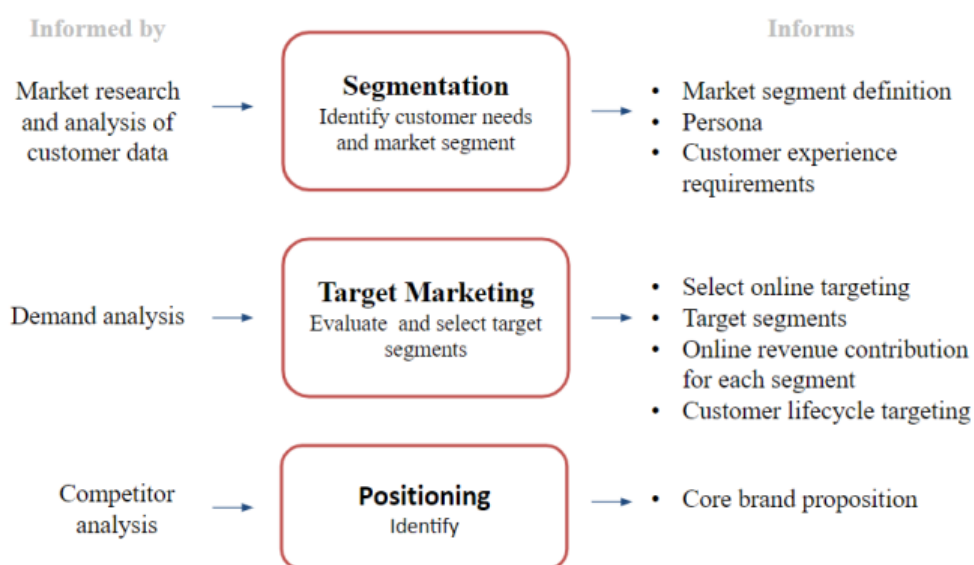 Informed by
Informs
Market research
and analysis of
customer data
Segmentation
Identify customer needs
and market segment
• Market segment definition
• Persona
• Customer experience
requirements
Demand analysis
Target Marketing
Evaluate and select target
segments
• Select online targeting
• Target segments
• Online revenue contribution
for each segment
• Customer lifecycle targeting
Competitor
analysis
Positioning
Identify
• Core brand proposition